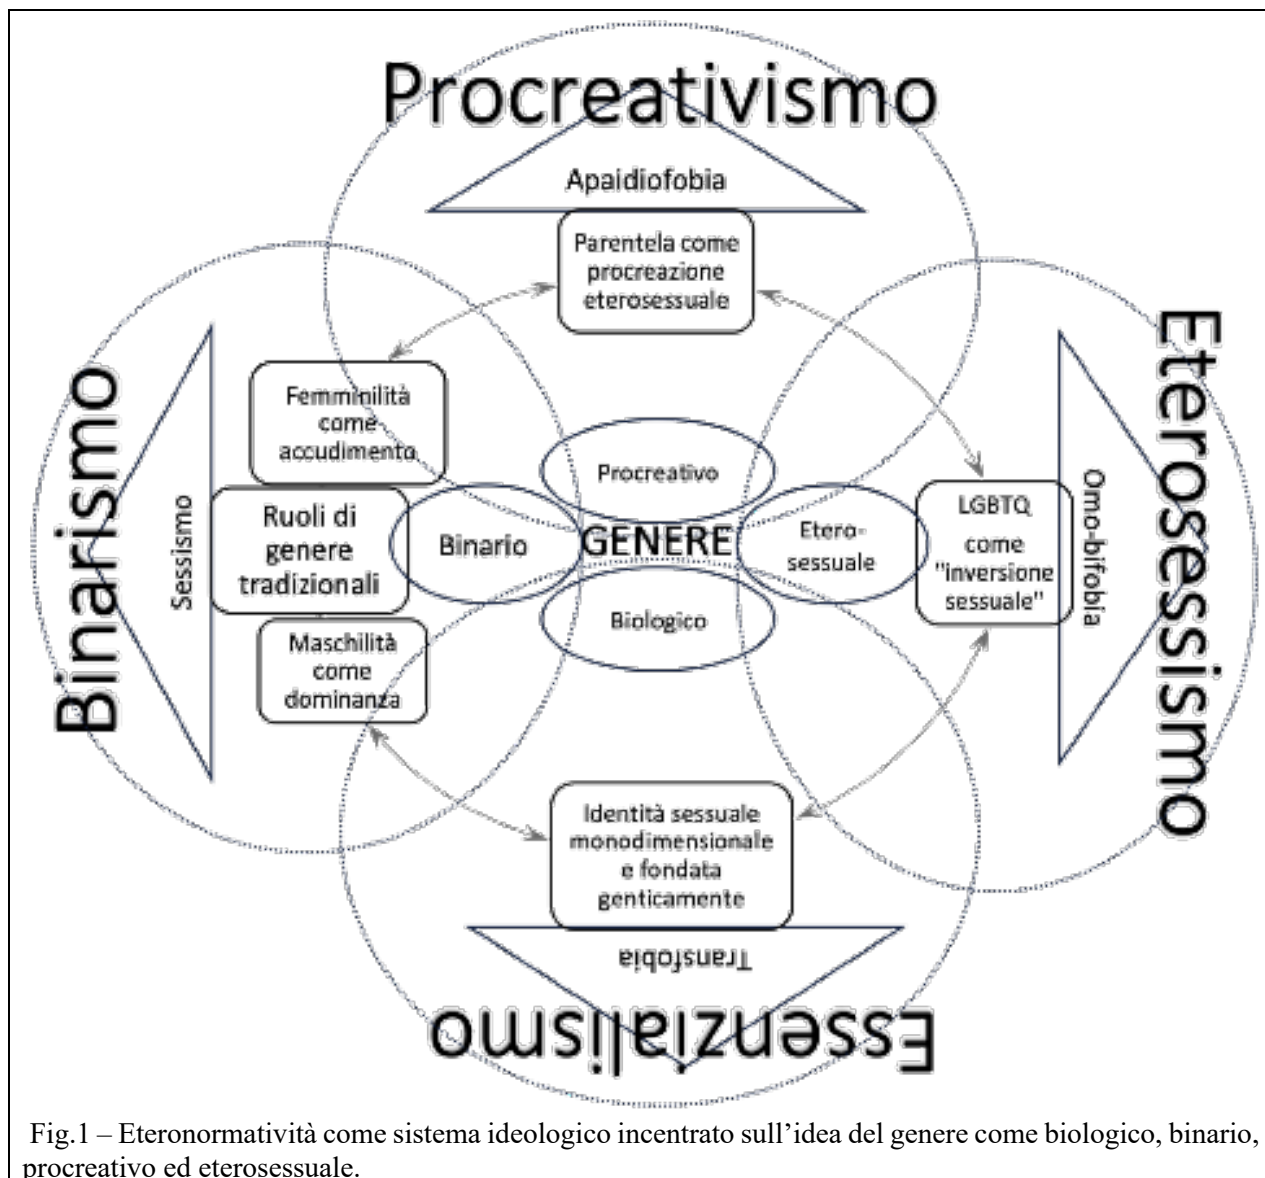 Procreativismo
Apaidiofobia
Parentela come
procreazione
eterosessuale
Binarismo
Sessismo
Femminilità
come
accudimento
Ruoli di
genere
tradizionali
Maschilità
come
dominanza
Binario
Procreativo
GENERE
Biologico
Etero-
sessuale
LGBTQ
come
"inversione
sessuale"
Omo-bifobia
Eterosessismo
Identità sessuale
monodimensionale
e fondata
genticamente
Transfobia
Essenzialismo
Fig.1 – Eteronormatività come sistema ideologico incentrato sull'idea del genere come biologico, binario,
procreativo ed eterosessuale.